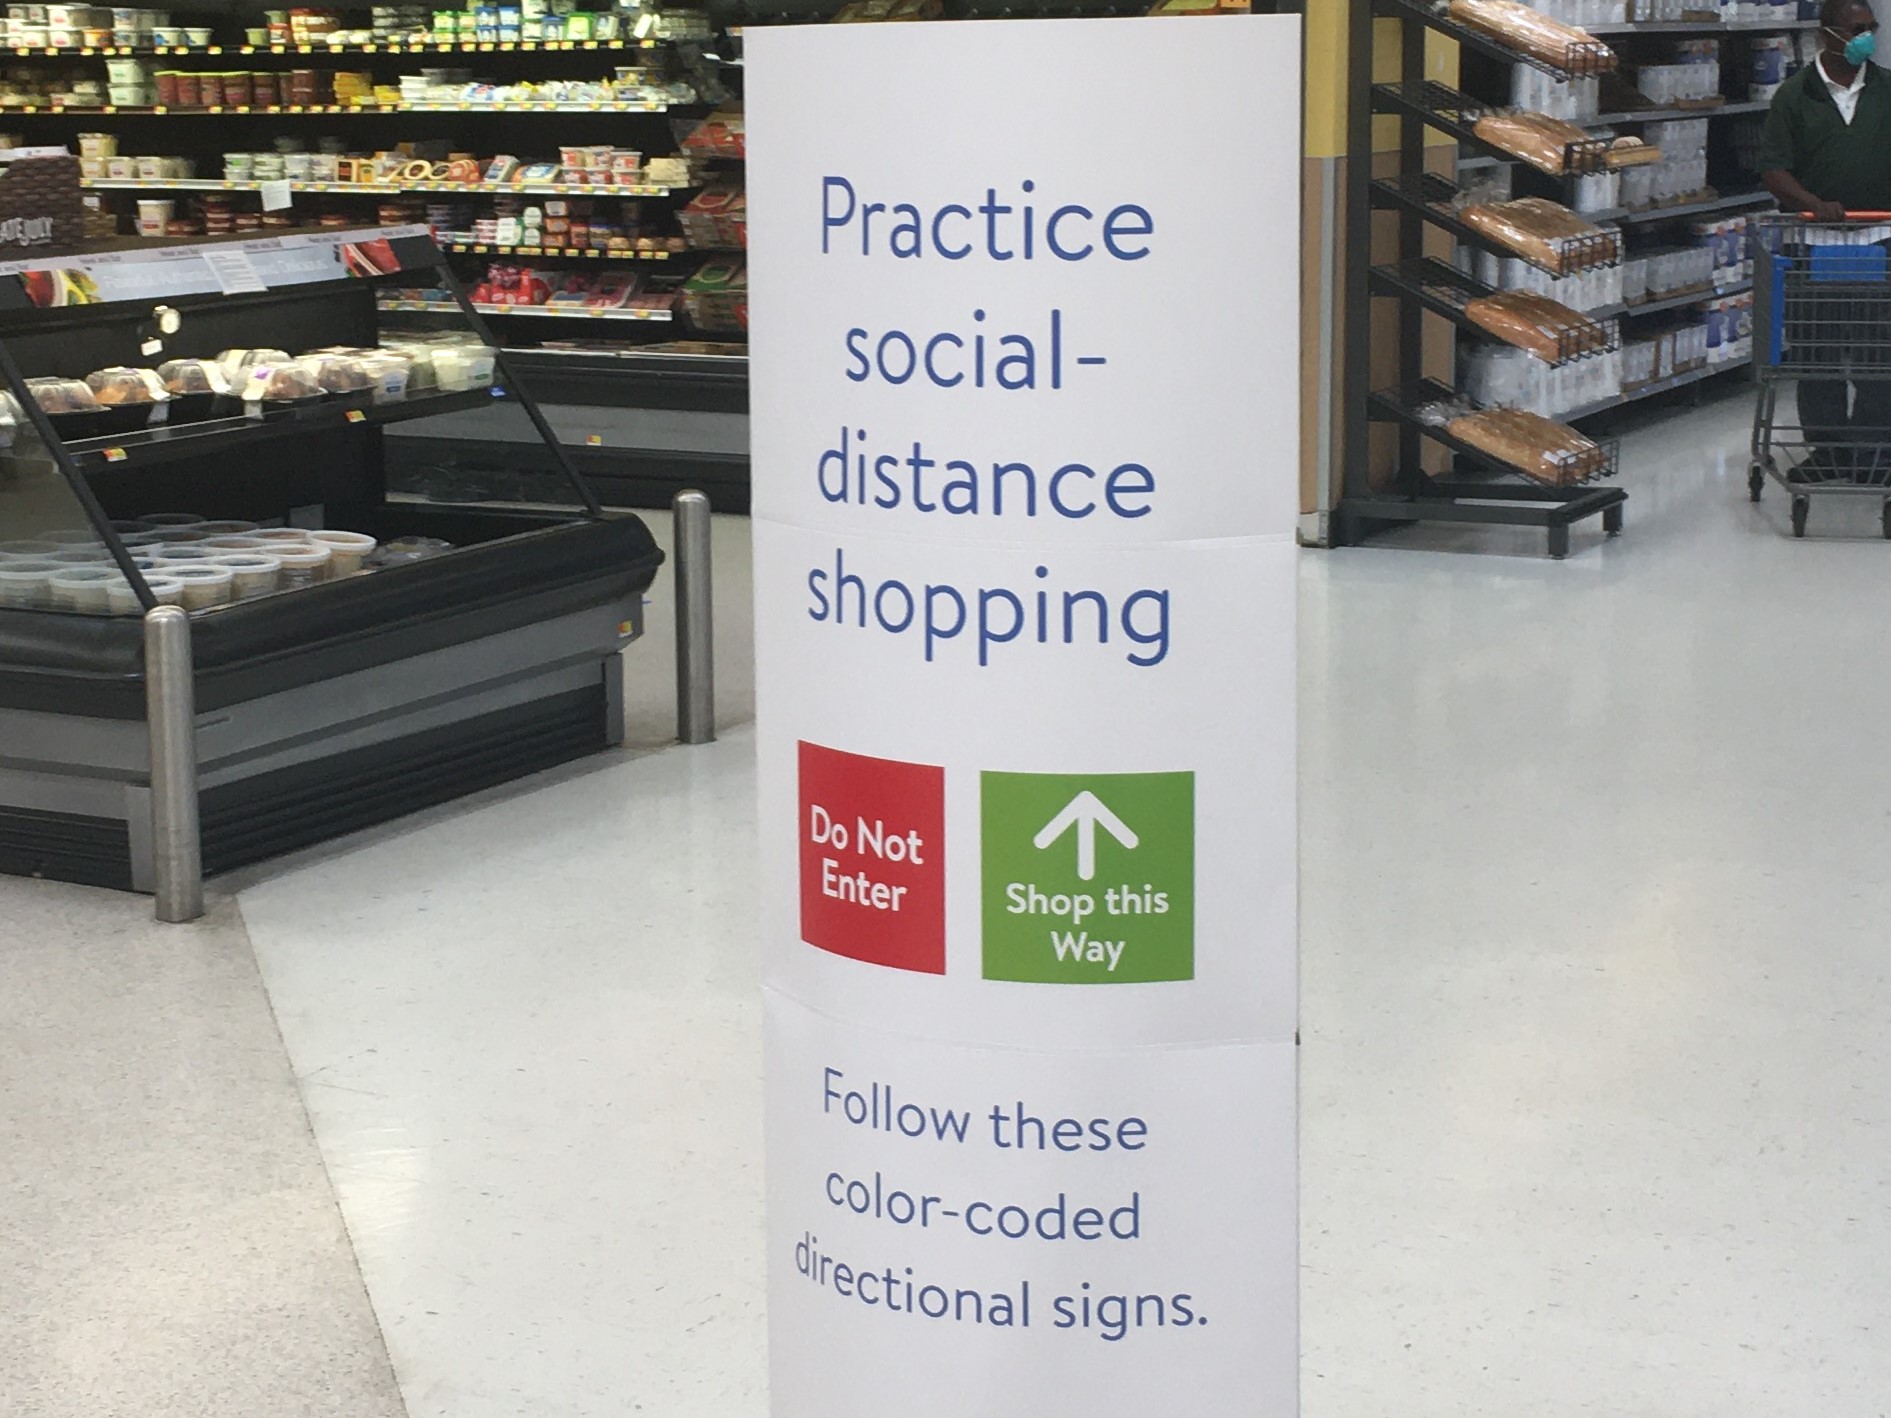 Practice
social-
distance
shopping
Do Not
Enter
Shop this
Way
Follow these
color-coded
directional signs.